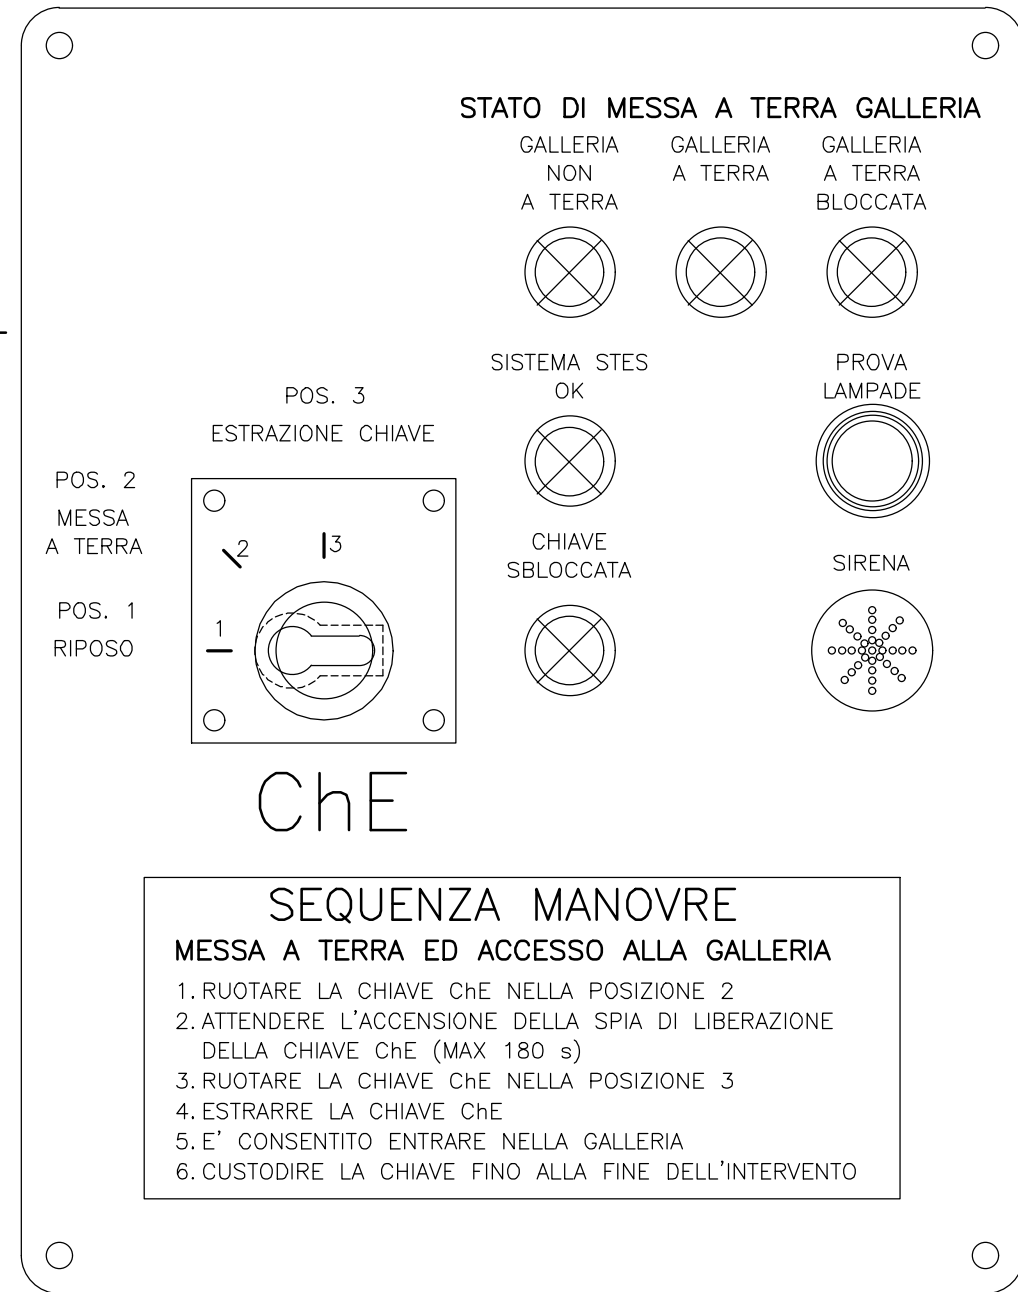 STATO DI MESSA A TERRA GALLERIA
GALLERIA
NON
A TERRA
GALLERIA
A TERRA
GALLERIA
A TERRA
BLOCCATA
SISTEMA STES
OK
PROVA
LAMPADE
POS. 3
ESTRAZIONE CHIAVE
POS. 2
MESSA
A TERRA
POS. 1
RIPOSO
2
3
1
CHIAVE
SBLOCCATA
SIRENA
ChE
SEQUENZA MANOVRE
MESSA A TERRA ED ACCESSO ALLA GALLERIA
1. RUOTARE LA CHIAVE ChE NELLA POSIZIONE 2
2. ATTENDERE L'ACCENSIONE DELLA SPIA DI LIBERAZIONE
DELLA CHIAVE ChE (MAX 180 s)
3. RUOTARE LA CHIAVE ChE NELLA POSIZIONE 3
4. ESTRARRE LA CHIAVE ChE
5. E' CONSENTITO ENTRARE NELLA GALLERIA
6. CUSTODIRE LA CHIAVE FINO ALLA FINE DELL'INTERVENTO